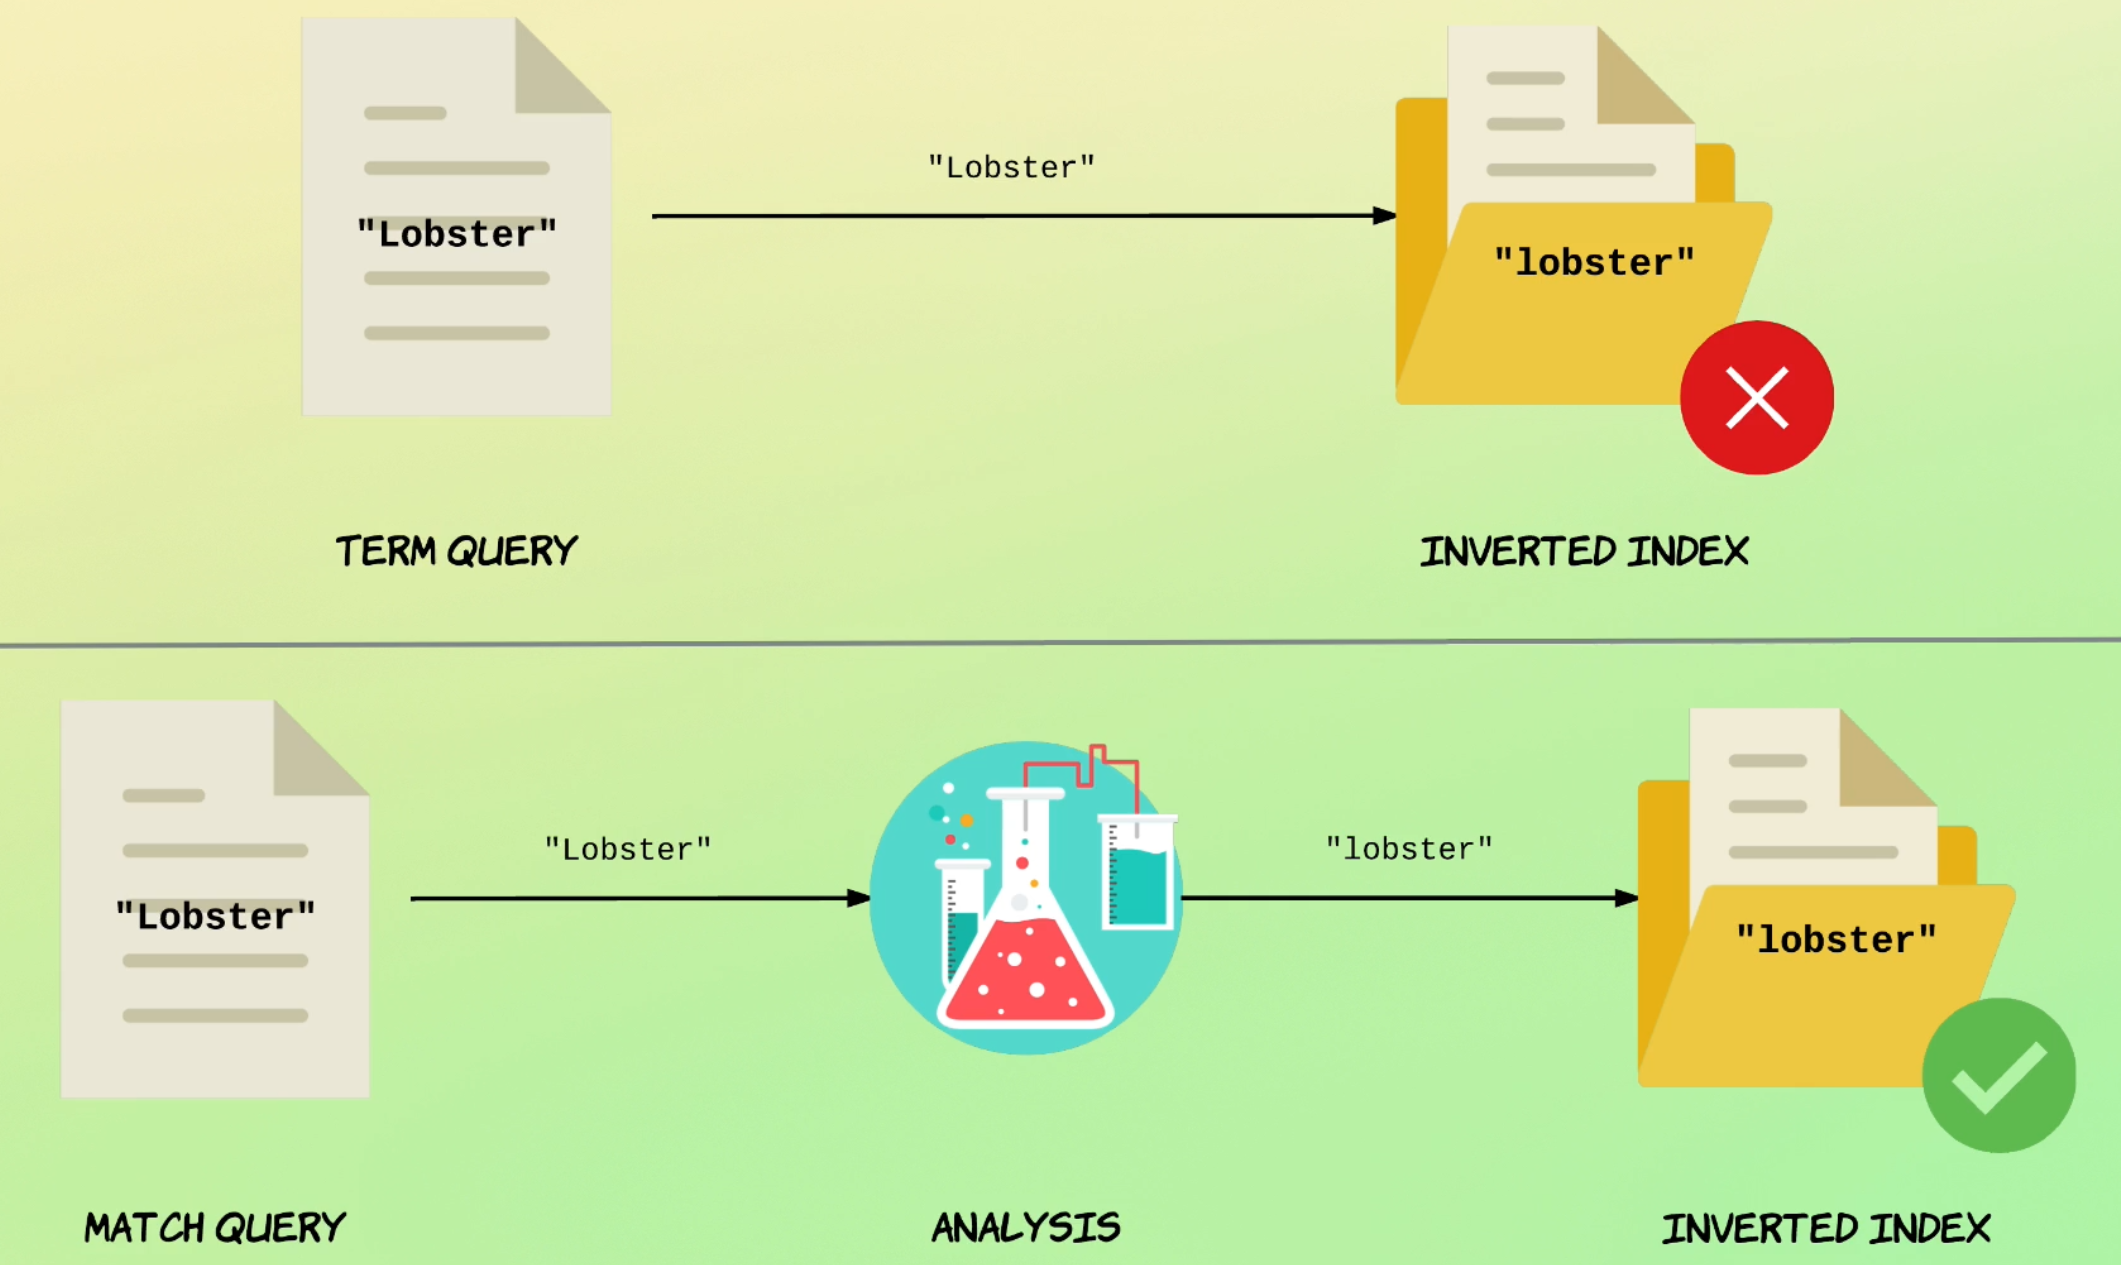 "Lobster"
"Lobster"
"lobster"
TERM QUERY
INVERTED INDEX
"Lobster"
"Lobster"
"lobster"
"lobster"
MATCH QUERY
ANALYSIS
INVERTED INDEX